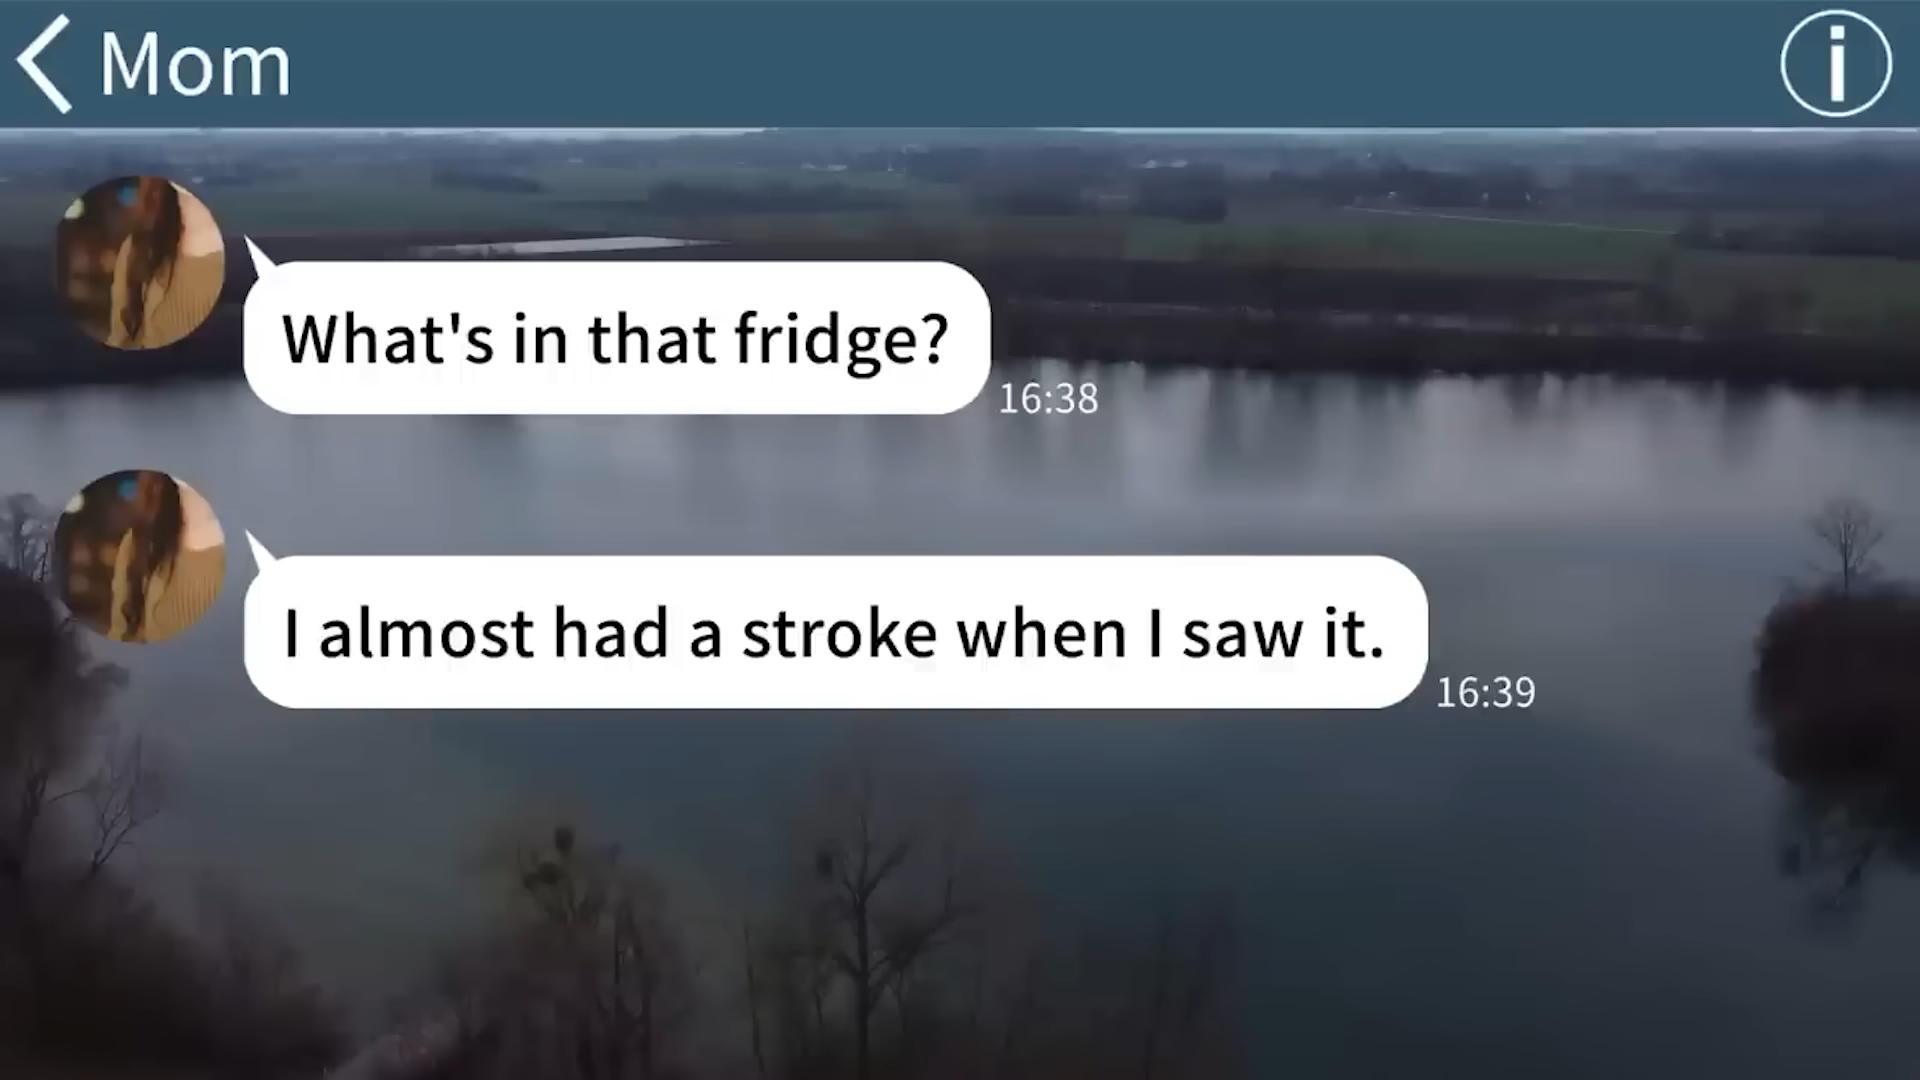 Mom
What's in that fridge?
16:38
I almost had a stroke when I saw it.
16:39